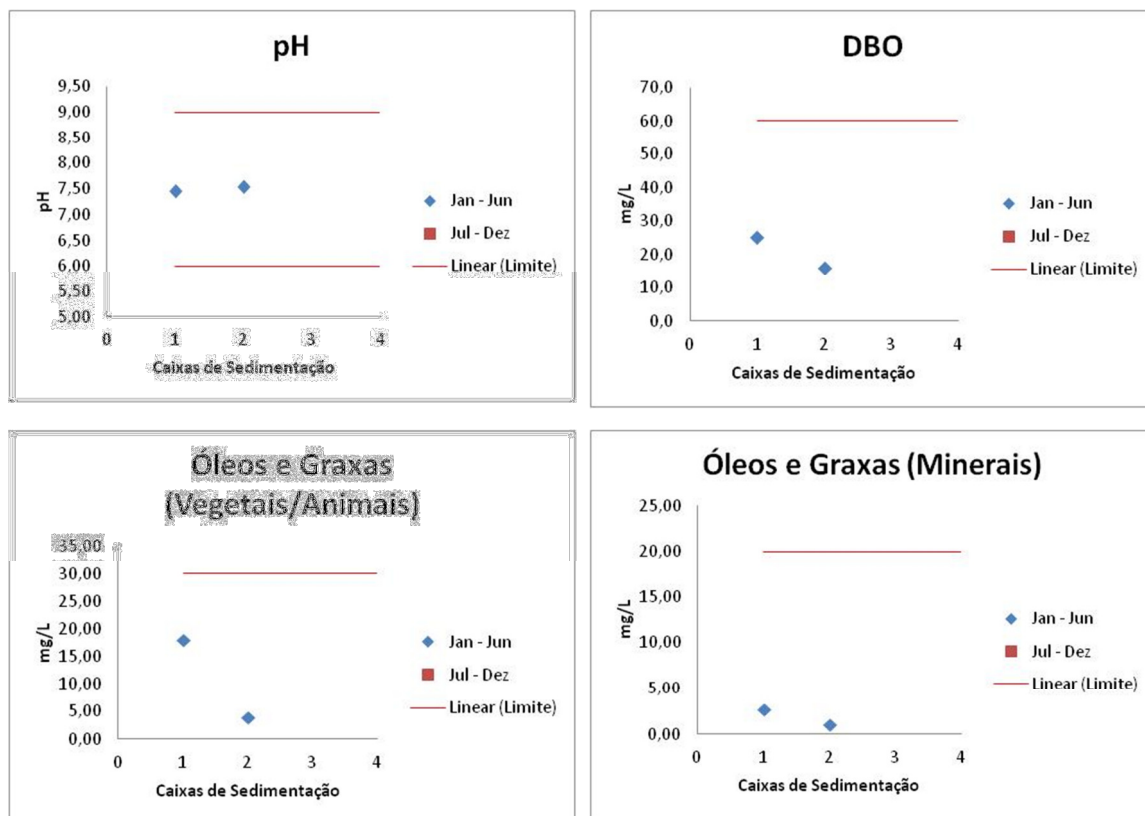 pH
9,50
9,00
8,50
8,00
7,50
7,00
6,50
6,00
5,50
5,00
pH
0 1 2 3 4
Caixas de Sedimentação
Jan - Jun
Jul - Dez
Linear (Limite)
DBO
70,0
60,0
50,0
40,0
30,0
20,0
10,0
0,0
mg/L
0 1 2 3 4
Caixas de Sedimentação
Jan - Jun
Jul - Dez
Linear (Limite)
Óleos e Graxas
(Vegetais/Animais)
35,00
30,00
25,00
20,00
15,00
10,00
5,00
0,00
mg/L
0 1 2 3 4
Caixas de Sedimentação
Jan - Jun
Jul - Dez
Linear (Limite)
Óleos e Graxas (Minerais)
25,00
20,00
15,00
10,00
5,00
0,00
mg/L
0 1 2 3 4
Caixas de Sedimentação
Jan - Jun
Jul - Dez
Linear (Limite)